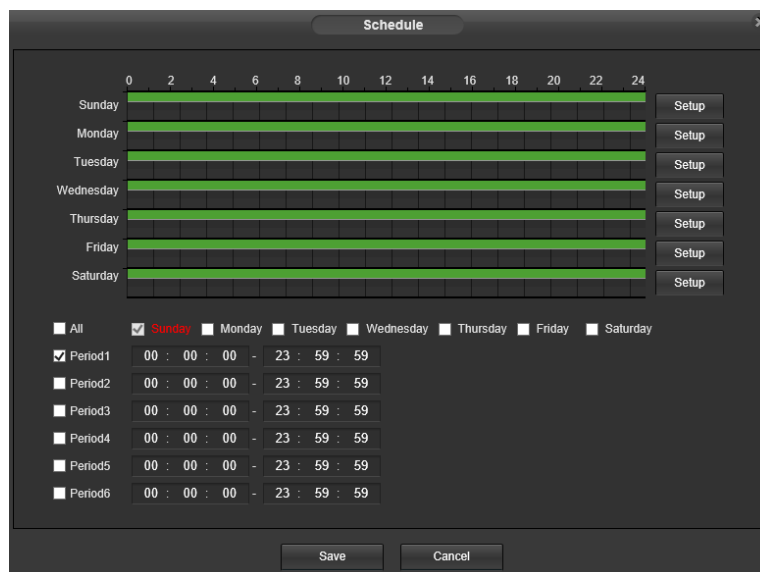 Schedule
0 2 4 6 8 10 12 14 16 18 20 22 24
Sunday Setup
Monday Setup
Tuesday Setup
Wednesday Setup
Thursday Setup
Friday Setup
Saturday Setup
All Sunday Monday Tuesday Wednesday Thursday Friday Saturday
Period1 00 : 00 : 00 - 23 : 59 : 59
Period2 00 : 00 : 00 - 23 : 59 : 59
Period3 00 : 00 : 00 - 23 : 59 : 59
Period4 00 : 00 : 00 - 23 : 59 : 59
Period5 00 : 00 : 00 - 23 : 59 : 59
Period6 00 : 00 : 00 - 23 : 59 : 59
Save Cancel